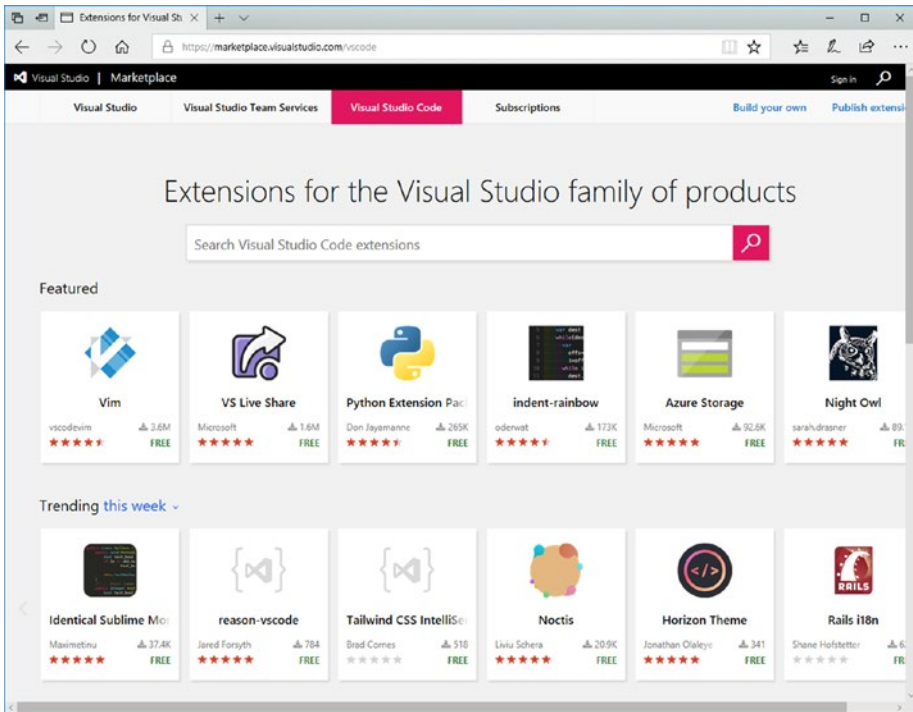 Extensions for Visual Stu
https://marketplace.visualstudio.com/vscode
Visual Studio | Marketplace
Sign in
Visual Studio
Visual Studio Team Services
Visual Studio Code
Subscriptions
Build your own
Publish extensi
Extensions for the Visual Studio family of products
Search Visual Studio Code extensions
Featured
Vim
VS Live Share
Python Extension Pac
indent-rainbow
Azure Storage
Night Owl
vscodevim 3.6M
Microsoft 1.6M
Don Jayamanne 265K
oderwat 173K
Microsoft 92.6K
sarah.drasner 89.
FREE
FREE
FREE
FREE
FREE
FR
Trending this week
RAILS
Identical Sublime Mo
reason-vscode
Tailwind CSS IntelliSe
Noctis
Horizon Theme
Rails i18n
Maximetinu 37.4K
Jared Forsyth 784
Brad Cornes 518
Liviu Schera 20.9K
Jonathan Olaleye 341
Shane Hofstetter 6.
FREE
FREE
FREE
FREE
FREE
FR